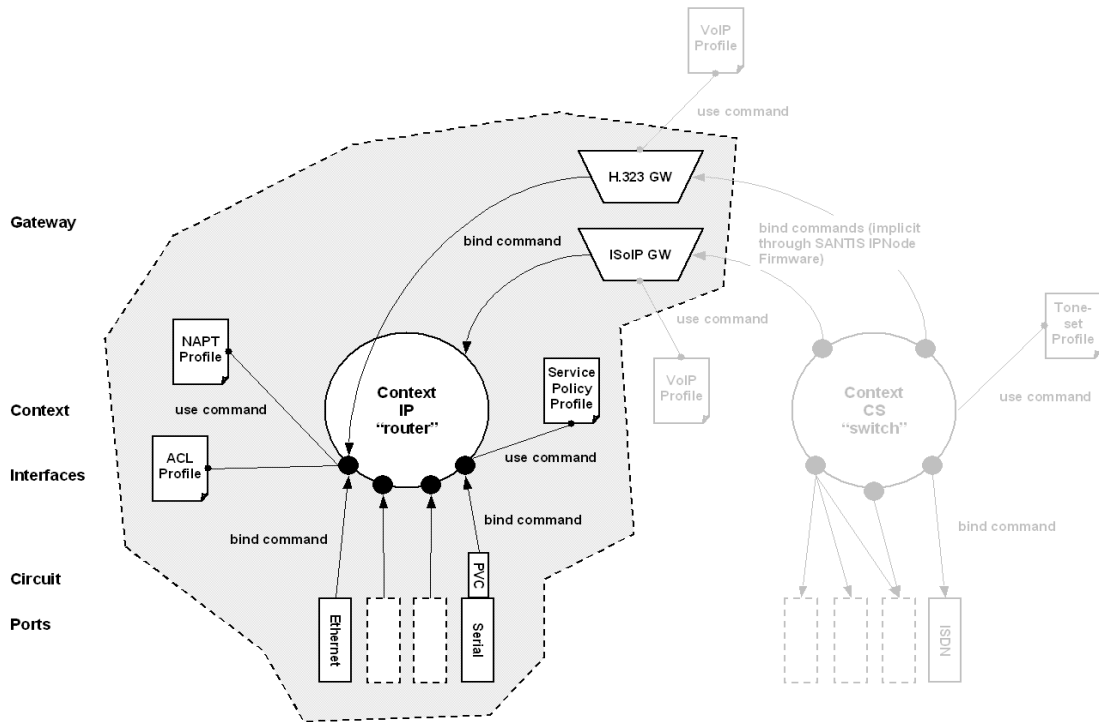 VoIP
Profile
use command
H.323 GW
Gateway
bind command
bind commands (implicit
through SANTIS IPNode
Firmware)
ISoIP GW
use command
Tone-
set
Profile
NAPT
Profile
Service
Policy
Profile
VoIP
Profile
use command
Context
Context
IP
“router”
Context
CS
“switch”
use command
ACL
Profile
use command
Interfaces
bind command
bind command
bind command
Circuit
PVC
Ports
Ethernet
Serial
ISDN